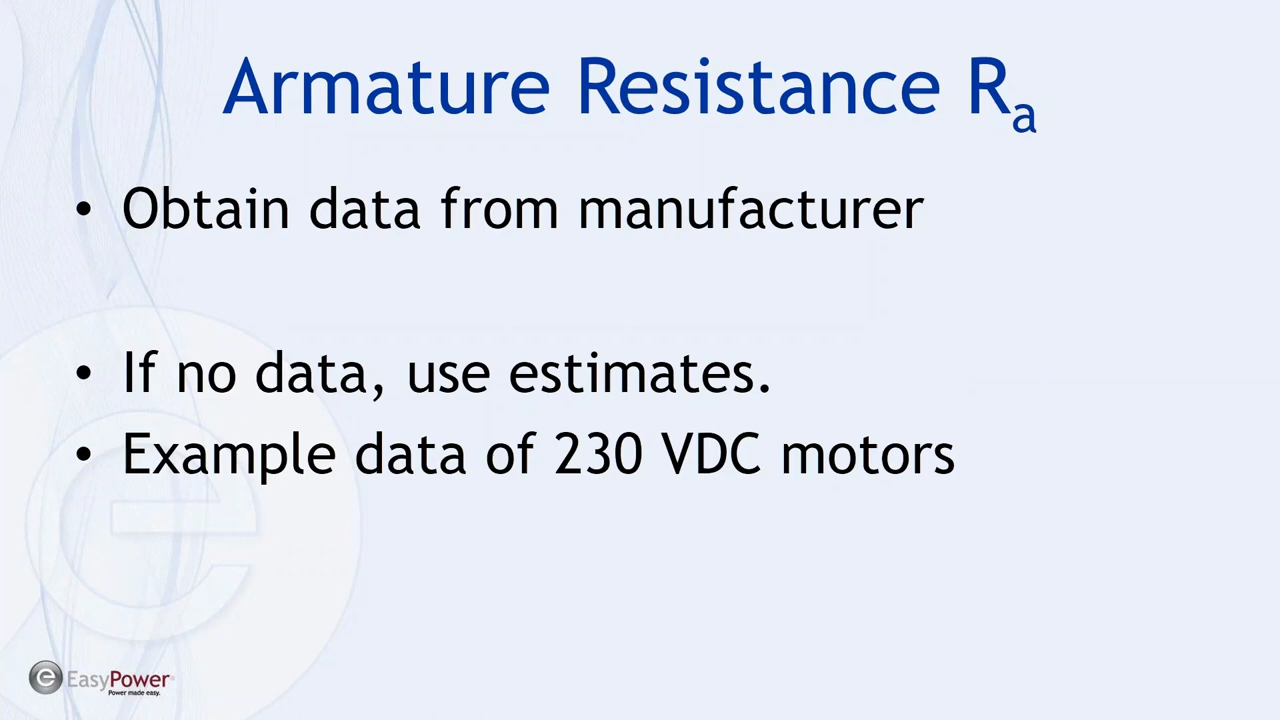 Armature Resistance Ra
• Obtain data from manufacturer
• If no data, use estimates.
• Example data of 230 VDC motors
EasyPower
Power made easy.